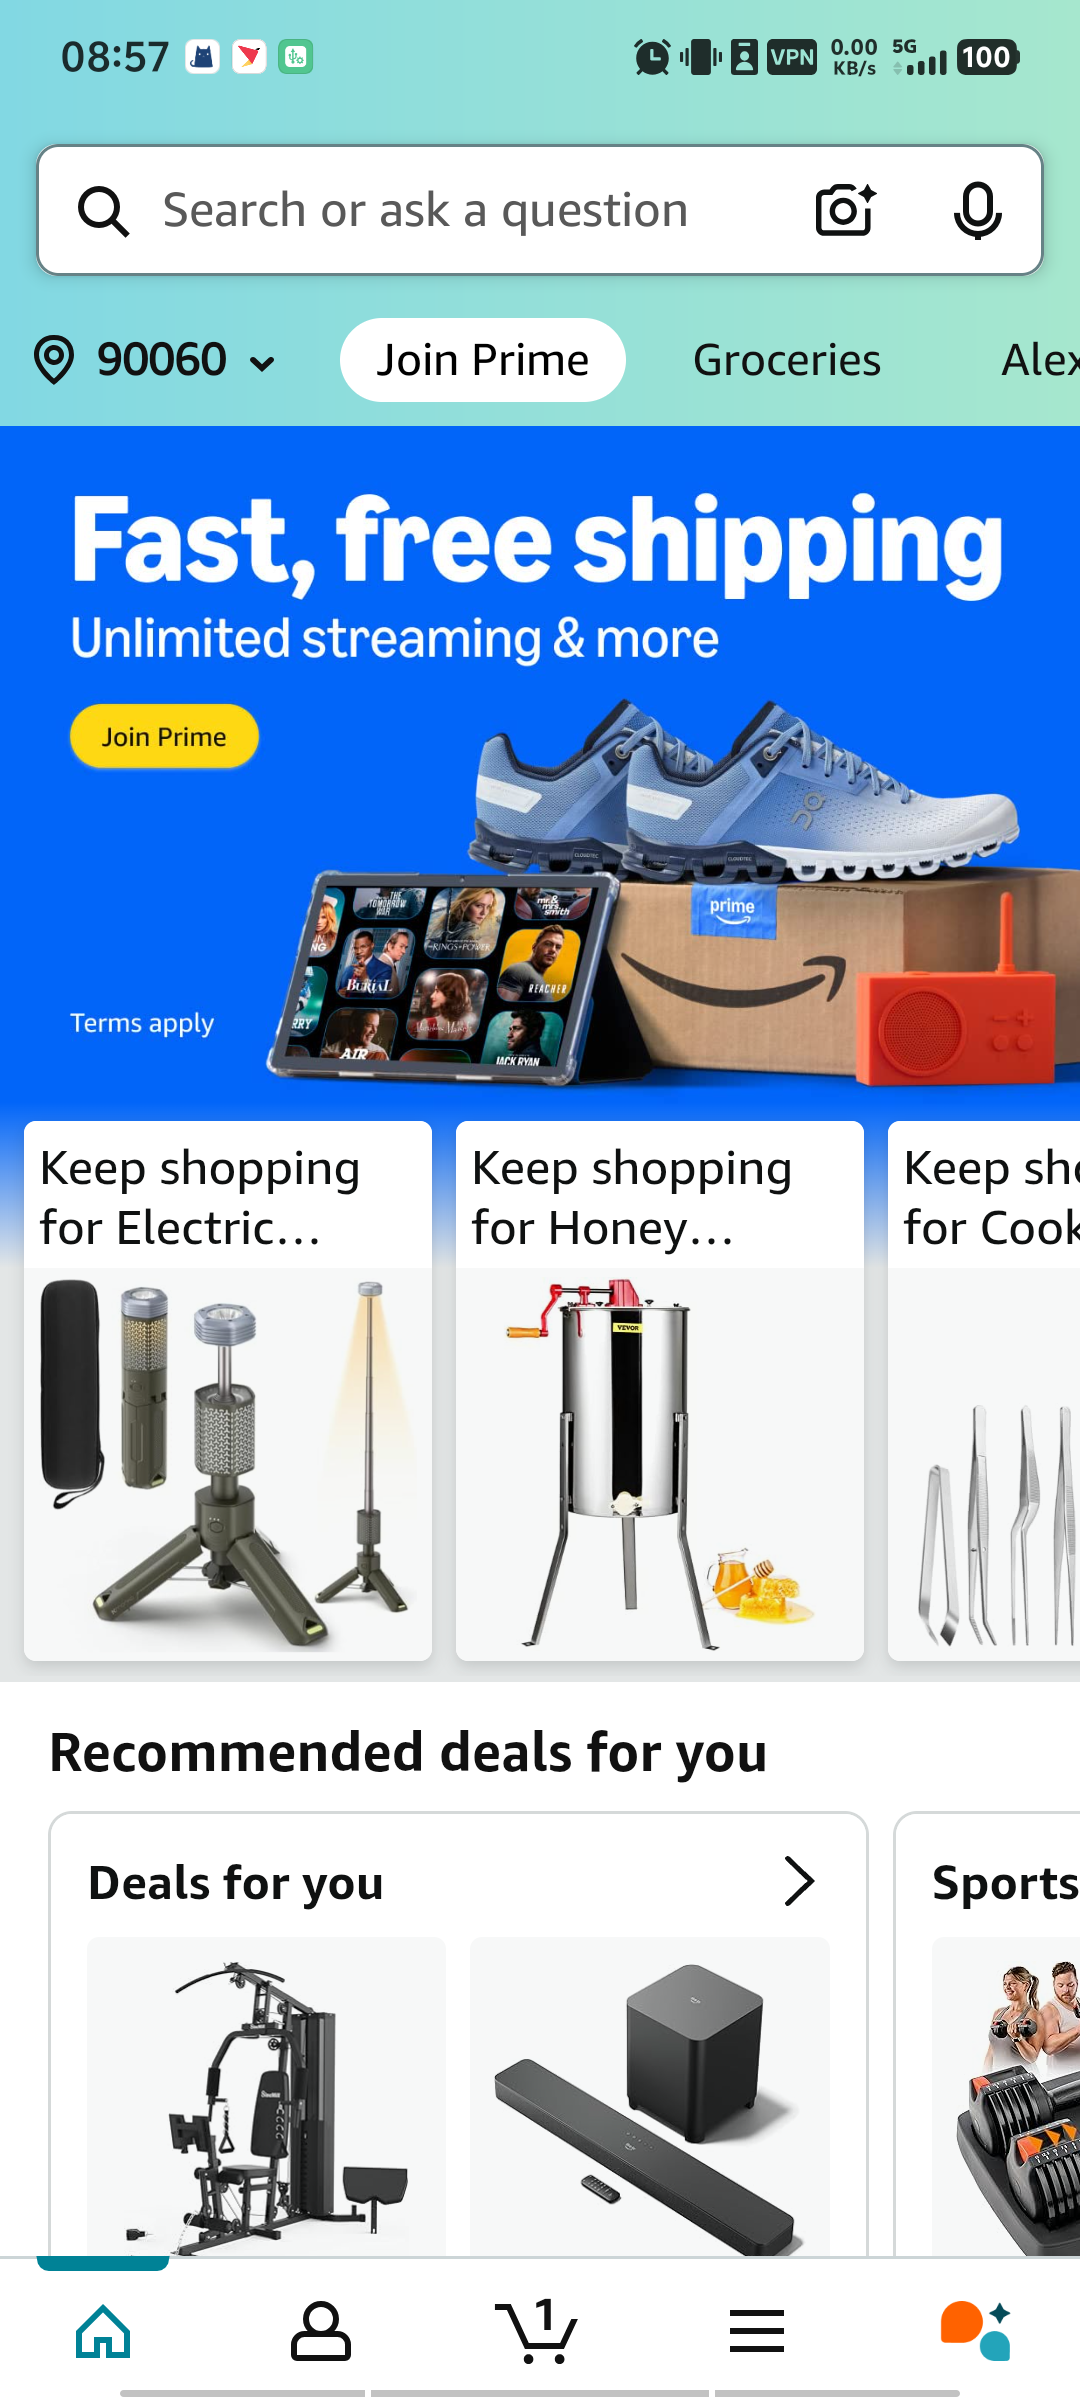 08:57
VPN
0.00 KB/s
5G
100
Search or ask a question
90060
Join Prime
Groceries
Alex
Fast, free shipping
Unlimited streaming & more
Join Prime
prime
THE TOMORROW WAR
mr.& mrs. smith
RINGS of POWER
BURIAL
REACHER
AIR
JACK RYAN
Terms apply
Keep shopping
for Electric...
Keep shopping
for Honey...
Keep sho
for Cook
VEVOR
Recommended deals for you
Deals for you
Sports
1